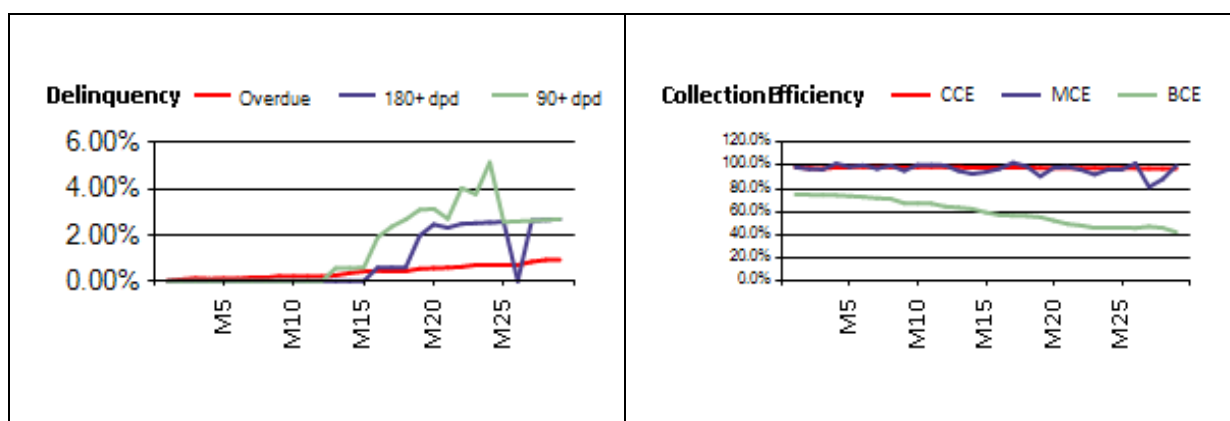 Delinquency Overdue 180+ dpd 90+ dpd
6.00%
4.00%
2.00%
0.00%
M5 M10 M15 M20 M25
Collection Efficiency CCE MCE BCE
120.0%
100.0%
80.0%
60.0%
40.0%
20.0%
0.0%
M5 M10 M15 M20 M25